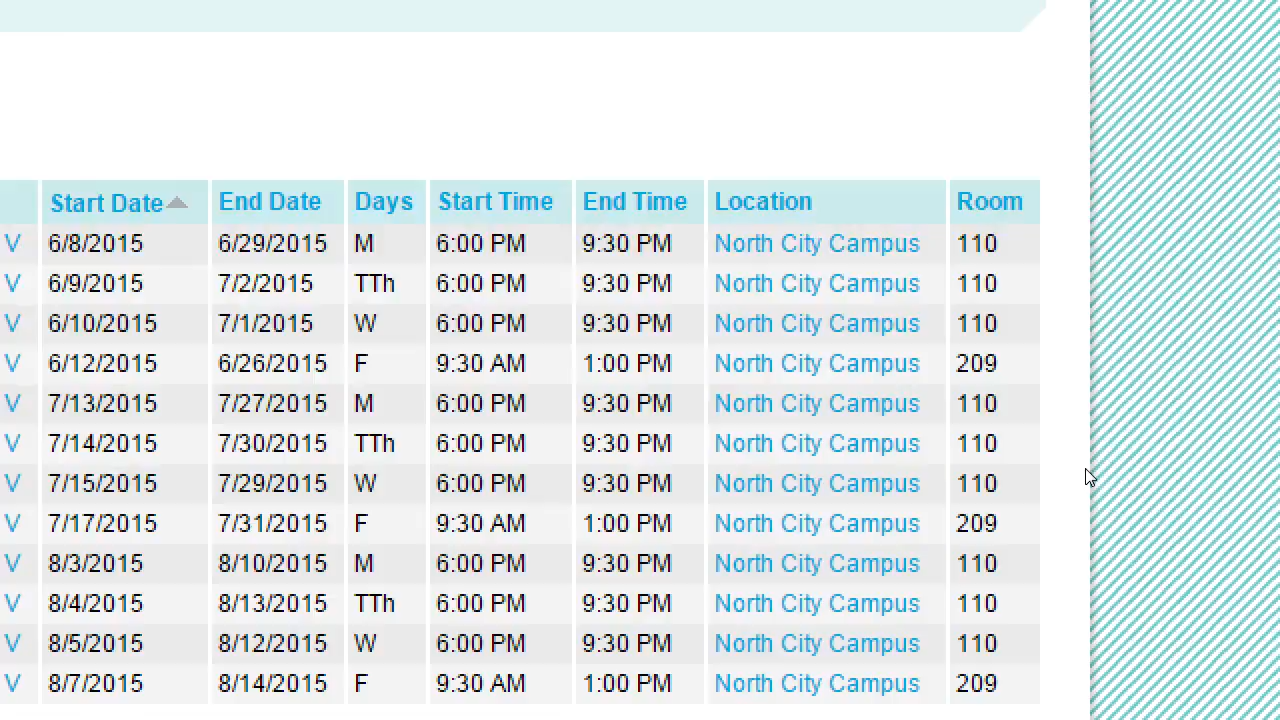 Start Date End Date Days Start Time End Time Location Room
V 6/8/2015 6/29/2015 M 6:00 PM 9:30 PM North City Campus 110
V 6/9/2015 7/2/2015 TTh 6:00 PM 9:30 PM North City Campus 110
V 6/10/2015 7/1/2015 W 6:00 PM 9:30 PM North City Campus 110
V 6/12/2015 6/26/2015 F 9:30 AM 1:00 PM North City Campus 209
V 7/13/2015 7/27/2015 M 6:00 PM 9:30 PM North City Campus 110
V 7/14/2015 7/30/2015 TTh 6:00 PM 9:30 PM North City Campus 110
V 7/15/2015 7/29/2015 W 6:00 PM 9:30 PM North City Campus 110
V 7/17/2015 7/31/2015 F 9:30 AM 1:00 PM North City Campus 209
V 8/3/2015 8/10/2015 M 6:00 PM 9:30 PM North City Campus 110
V 8/4/2015 8/13/2015 TTh 6:00 PM 9:30 PM North City Campus 110
V 8/5/2015 8/12/2015 W 6:00 PM 9:30 PM North City Campus 110
V 8/7/2015 8/14/2015 F 9:30 AM 1:00 PM North City Campus 209